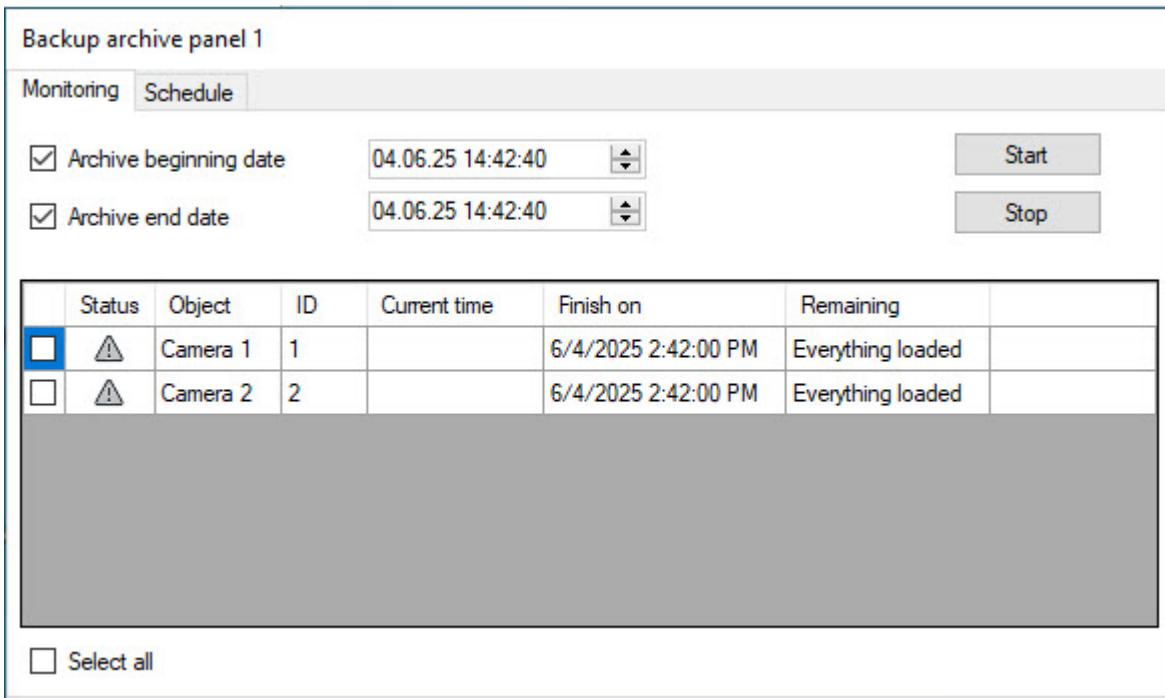 Backup archive panel 1
Monitoring Schedule
Archive beginning date 04.06.25 14:42:40 Start
Archive end date 04.06.25 14:42:40 Stop
Status Object ID Current time Finish on Remaining
Camera 1 1 6/4/2025 2:42:00 PM Everything loaded
Camera 2 2 6/4/2025 2:42:00 PM Everything loaded
Select all